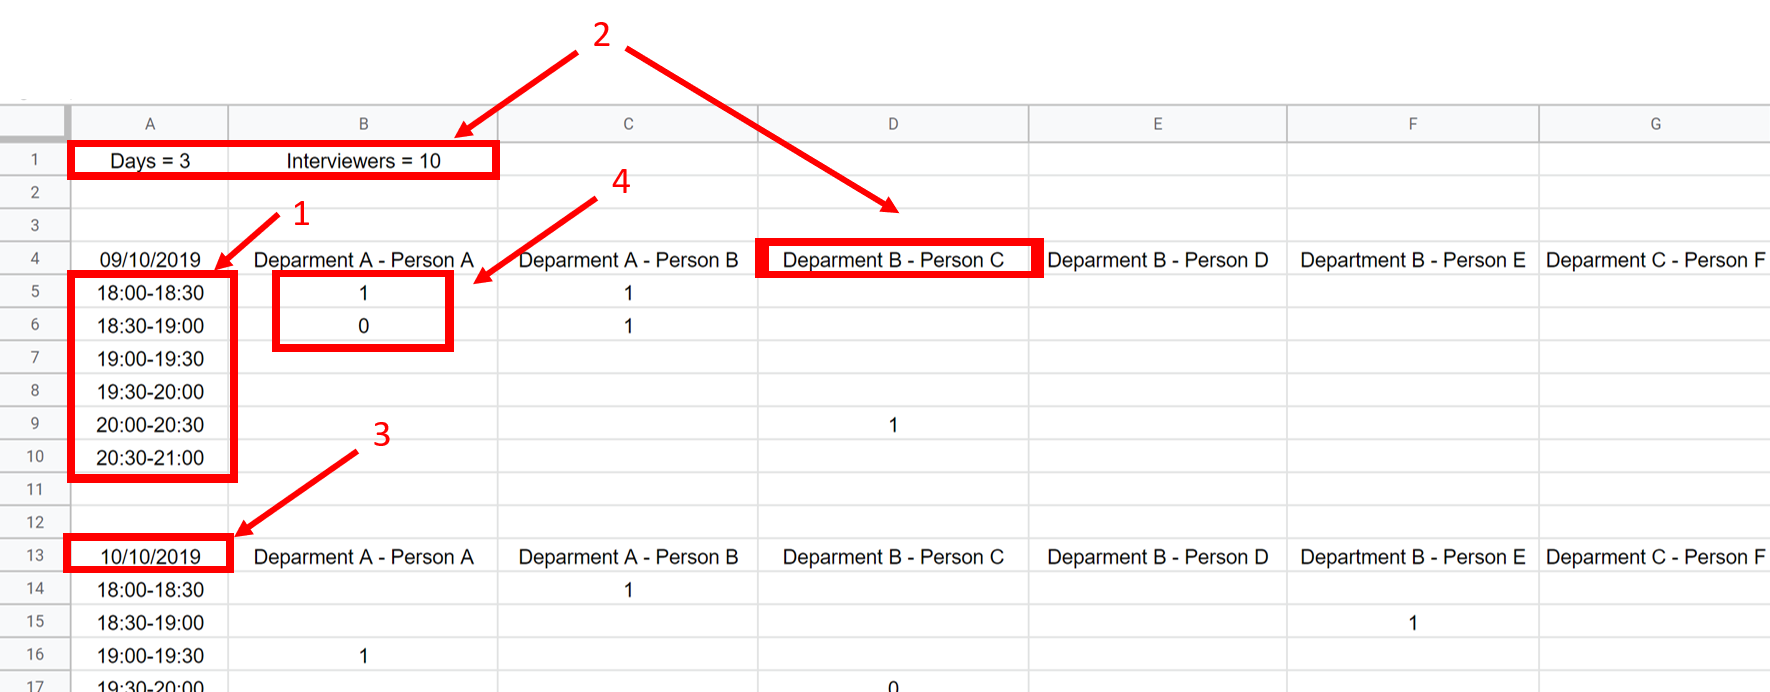 2
A B C D E F G
1 Days = 3 Interviewers = 10
4
2
1
3
4 09/10/2019 Deparment A - Person A Deparment A - Person B Deparment B - Person C Deparment B - Person D Department B - Person E Deparment C - Person F
5 18:00-18:30 1 1
6 18:30-19:00 0 1
7 19:00-19:30
8 19:30-20:00
9 20:00-20:30 1
3
10 20:30-21:00
11
12
13 10/10/2019 Deparment A - Person A Deparment A - Person B Deparment B - Person C Deparment B - Person D Department B - Person E Deparment C - Person F
14 18:00-18:30 1
15 18:30-19:00 1
16 19:00-19:30 1
17 19:30-20:00 0